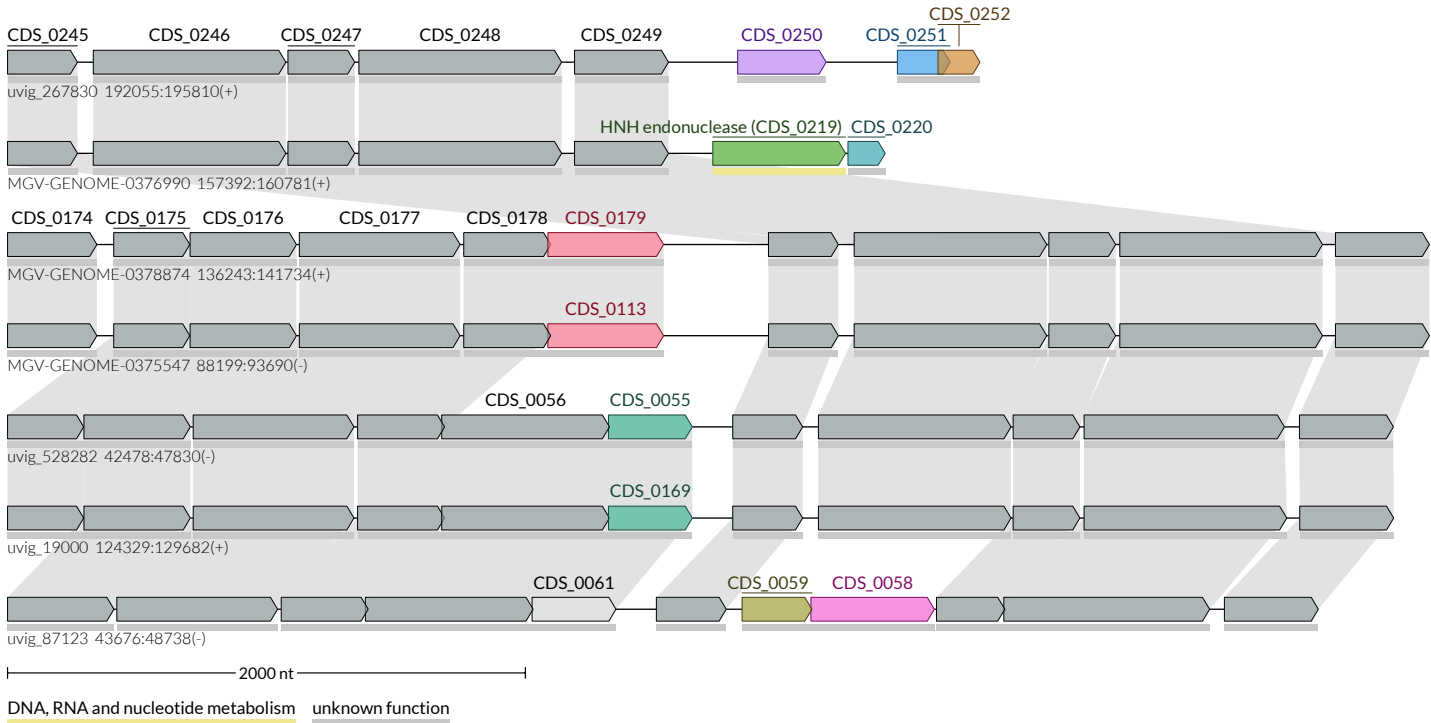 CDS_0252
CDS_0245 CDS_0246 CDS_0247 CDS_0248 CDS_0249 CDS_0250 CDS_0251
uvig_267830 192055:195810(+)
HNH endonuclease (CDS_0219) CDS_0220
MGV-GENOME-0376990 157392:160781(+)
CDS_0174 CDS_0175 CDS_0176 CDS_0177 CDS_0178 CDS_0179
MGV-GENOME-0378874 136243:141734(+)
CDS_0113
MGV-GENOME-0375547 88199:93690(-)
CDS_0056 CDS_0055
uvig_528282 42478:47830(-)
CDS_0169
uvig_19000 124329:129682(+)
CDS_0061 CDS_0059 CDS_0058
uvig_87123 43676:48738(-)
2000 nt
DNA, RNA and nucleotide metabolism unknown function